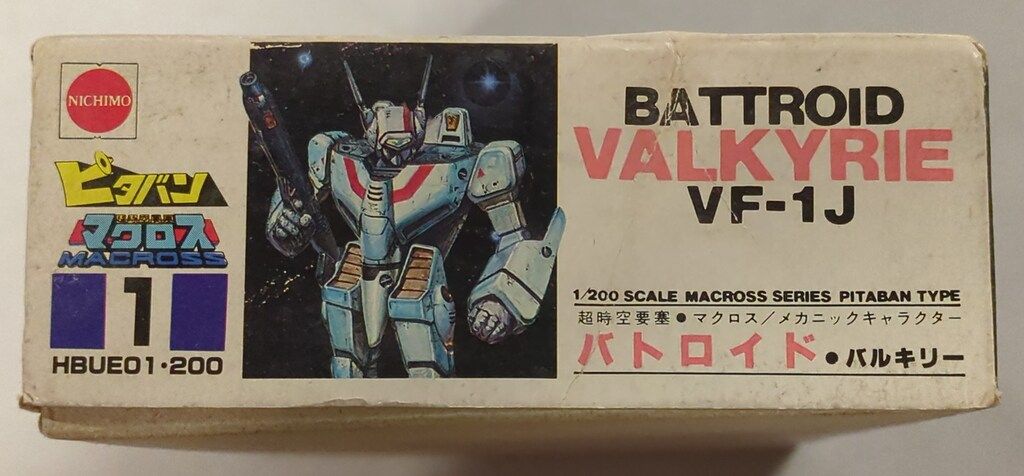 NICHIMO
ピタバン
超時空要塞
マクロス
MACROSS
1
HBUE01・200
BATTROID
VALKYRIE
VF-1J
1/200 SCALE MACROSS SERIES PITABAN TYPE
超時空要塞●マクロス/メカニックキャラクター
バトロイド●バルキリー